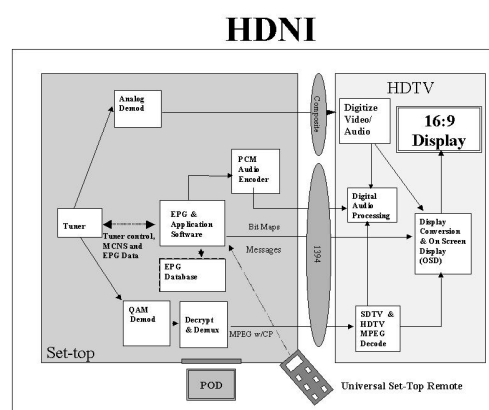 HDNI
Analog
Demod
Tuner
Tuner control,
MCNS and
EPG Data
QAM
Demod
Decrypt
& Demux
EPG &
Application
Software
EPG
Database
PCM
Audio
Encoder
Bit Maps
Messages
MPEG w/CP
Set-top
POD
Composite
1394
HDTV
Digitize
Video/
Audio
16:9
Display
Digital
Audio
Processing
Display
Conversion
& On Screen
Display
(OSD)
SDTV &
HDTV
MPEG
Decode
Universal Set-Top Remote